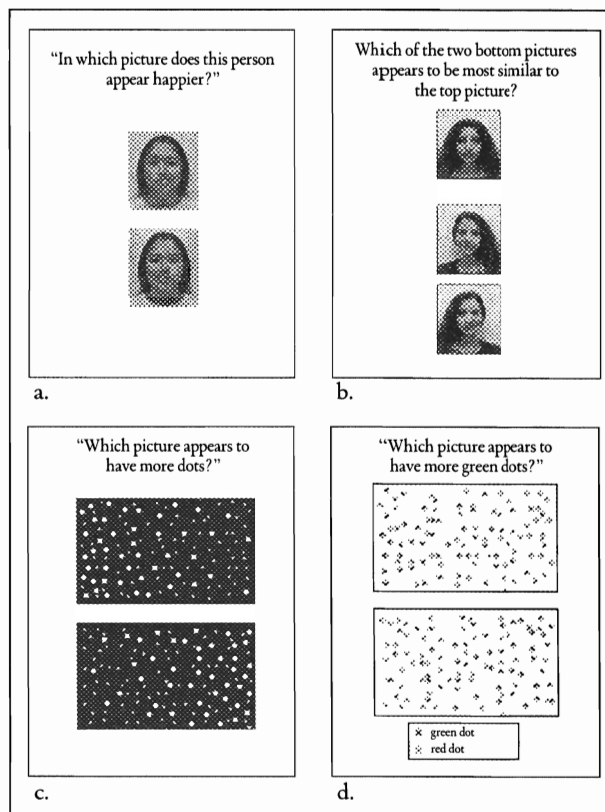 “In which picture does this person
appear happier?”
a.
Which of the two bottom pictures
appears to be most similar to
the top picture?
b.
“Which picture appears to
have more dots?”
c.
“Which picture appears to
have more green dots?”
green dot
red dot
d.